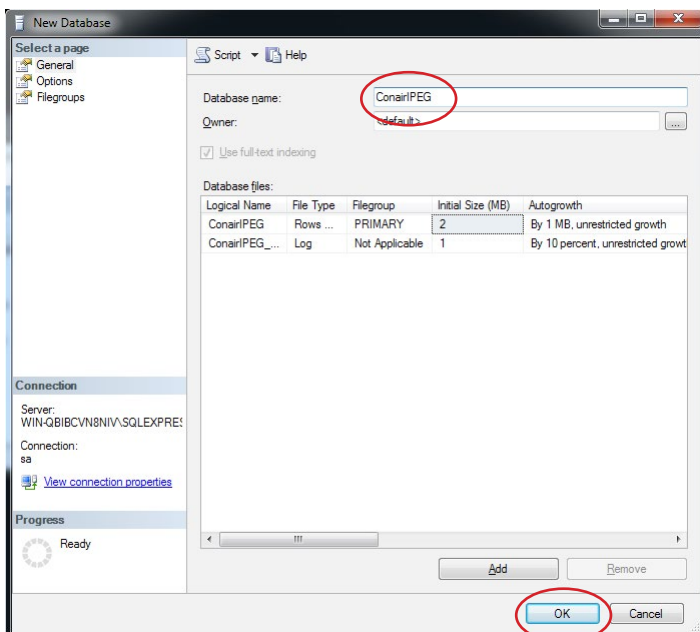 New Database
Select a page
General
Options
Filegroups
Script Help
Database name: ConairIPEG
Owner: <default> ...
Use full-text indexing
Database files:
Logical Name File Type Filegroup Initial Size (MB) Autogrowth
ConairIPEG Rows ... PRIMARY 2 By 1 MB, unrestricted growth
ConairIPEG_... Log Not Applicable 1 By 10 percent, unrestricted growt
Connection
Server:
WIN-QBIBCVN8NIV\SQLEXPRES
Connection:
sa
View connection properties
Progress
Ready
Add Remove
OK Cancel